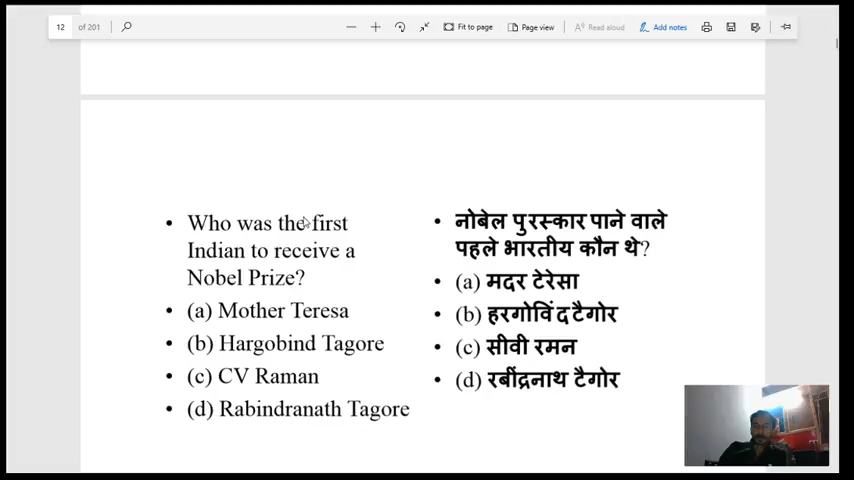 12 of 201
Fit to page
Page view
Read aloud
Add notes
• Who was the first
Indian to receive a
Nobel Prize?
• (a) Mother Teresa
• (b) Hargobind Tagore
• (c) CV Raman
• (d) Rabindranath Tagore
• नोबेल पुरस्कार पाने वाले
पहले भारतीय कौन थे?
• (a) मदर टेरेसा
• (b) हरगोविंद टैगोर
• (c) सीवी रमन
• (d) रबींद्रनाथ टैगोर